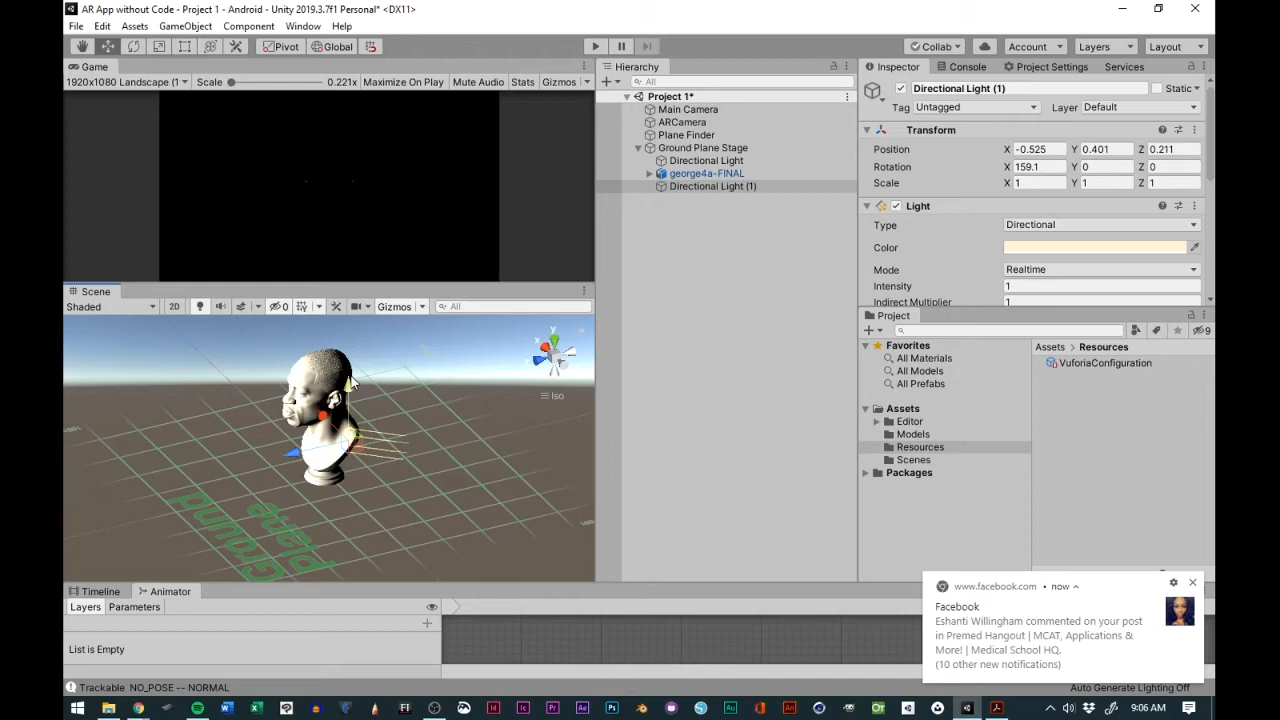 AR App without Code - Project 1 - Android - Unity 2019.3.7f1 Personal* <DX11>
File Edit Assets GameObject Component Window Help
Pivot Global Collab Account Layers Layout
Game
1920x1080 Landscape (1 Scale 0.221x Maximize On Play Mute Audio Stats Gizmos
Scene
Shaded 2D 0 Gizmos All
y
x
Iso
Ground
plane
Timeline Animator
Layers Parameters
List is Empty
Trackable NO_POSE -- NORMAL
Hierarchy
All
Project 1*
Main Camera
ARCamera
Plane Finder
Ground Plane Stage
Directional Light
george4a-FINAL
Directional Light (1)
Inspector Console Project Settings Services
Directional Light (1) Static
Tag Untagged Layer Default
Transform
Position X -0.525 Y 0.401 Z 0.211
Rotation X 159.1 Y 0 Z 0
Scale X 1 Y 1 Z 1
Light
Type Directional
Color
Mode Realtime
Intensity 1
Indirect Multiplier 1
Project
9
Favorites
All Materials
All Models
All Prefabs
Assets
Editor
Models
Resources
Scenes
Packages
Assets > Resources
VuforiaConfiguration
www.facebook.com • now
Facebook
Eshanti Willingham commented on your post
in Premed Hangout | MCAT, Applications &
More! | Medical School HQ.
(10 other new notifications)
Auto Generate Lighting Off
9:06 AM